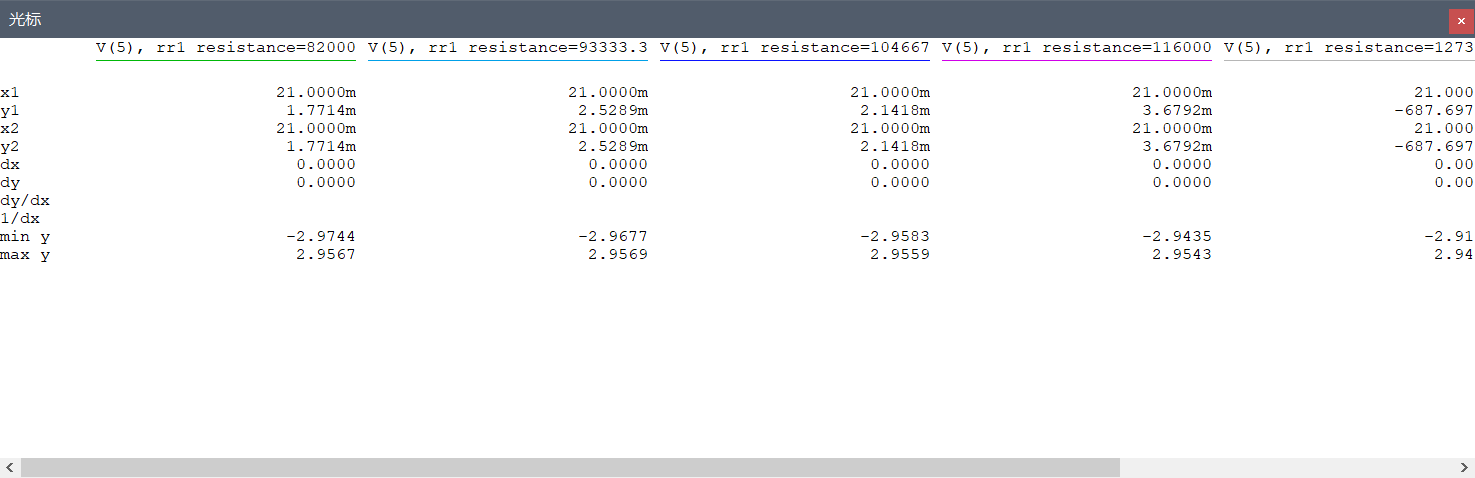 光标
V(5), rr1 resistance=82000 V(5), rr1 resistance=93333.3 V(5), rr1 resistance=104667 V(5), rr1 resistance=116000 V(5), rr1 resistance=1273
x1 21.0000m 21.0000m 21.0000m 21.0000m 21.000
y1 1.7714m 2.5289m 2.1418m 3.6792m -687.697
x2 21.0000m 21.0000m 21.0000m 21.0000m 21.000
y2 1.7714m 2.5289m 2.1418m 3.6792m -687.697
dx 0.0000 0.0000 0.0000 0.0000 0.00
dy 0.0000 0.0000 0.0000 0.0000 0.00
dy/dx
1/dx
min y -2.9744 -2.9677 -2.9583 -2.9435 -2.91
max y 2.9567 2.9569 2.9559 2.9543 2.94